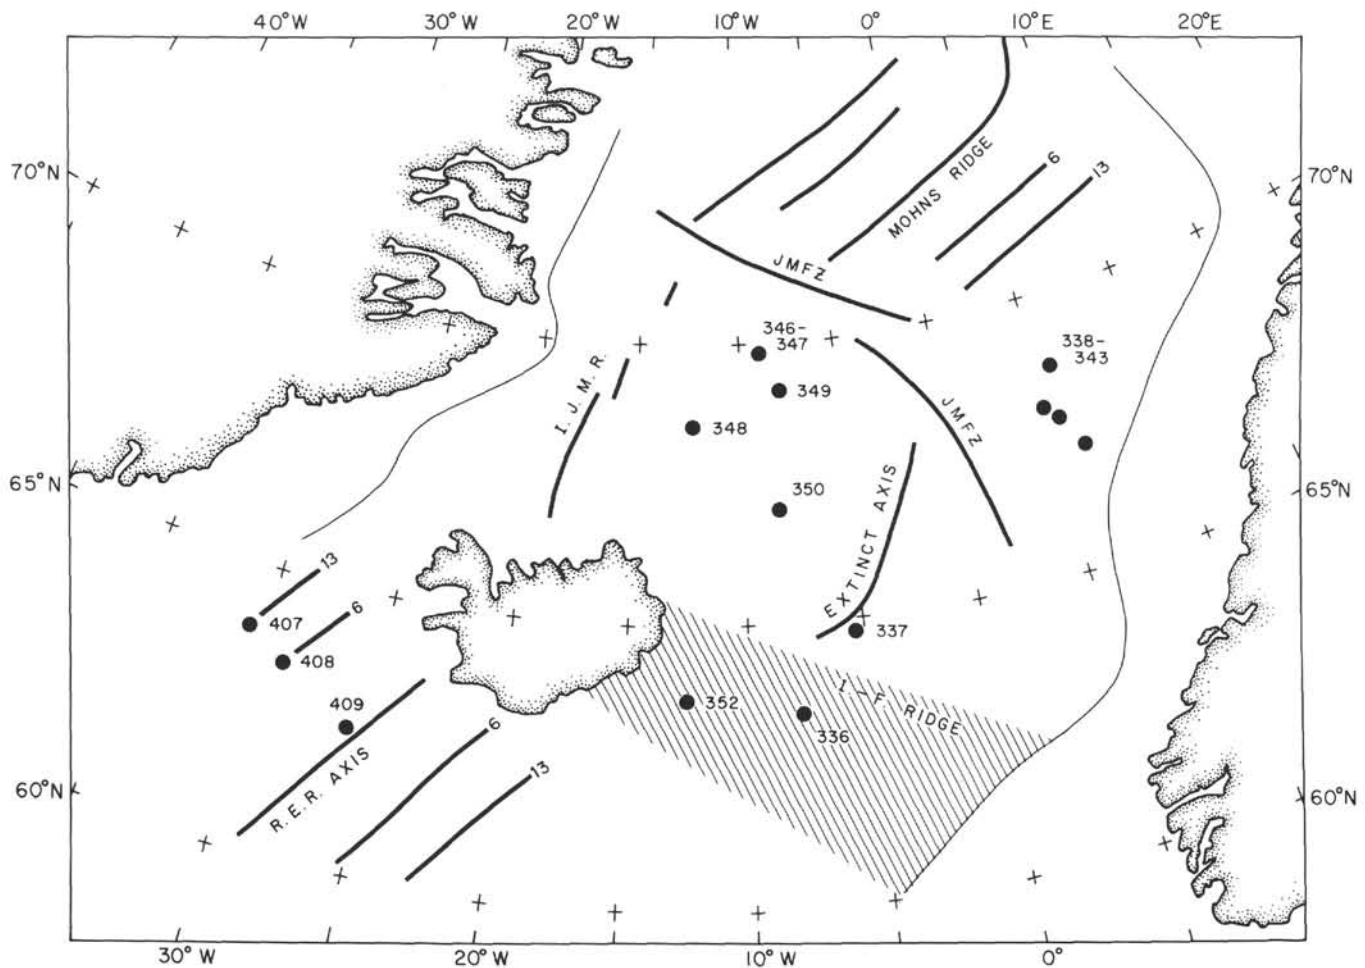 40°W 30°W 20°W 10°W 0° 10°E 20°E
70°N
70°N
MOHNS RIDGE
6
13
JMFZ
346-
347
338-
343
349
I. J. M. R.
348
JMFZ
65°N
65°N
350
EXTINCT AXIS
13
6
407
408
337
409
352
I.-F. RIDGE
336
R.E.R. AXIS
6
13
60°N
60°N
30°W 20°W 10°W 0°